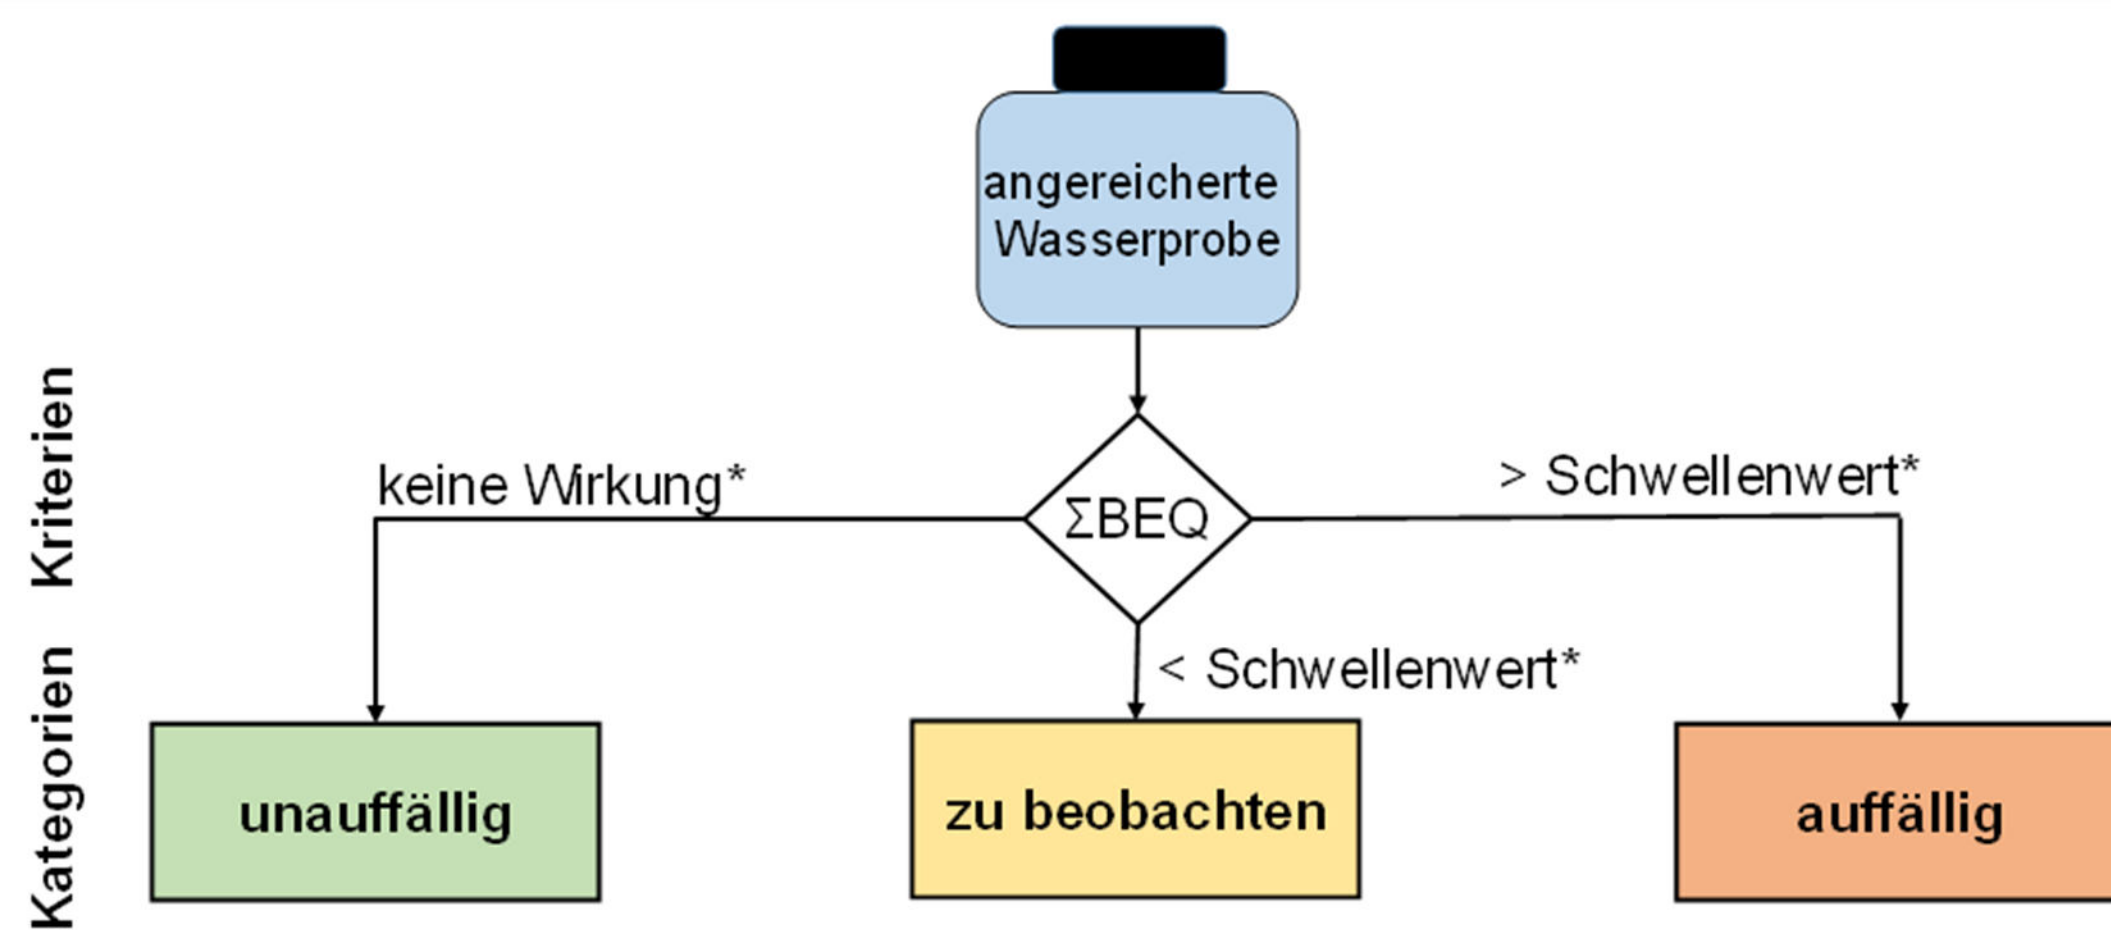 angereicherte
Wasserprobe
Kriterien
keine Wirkung*
ΣBEQ
> Schwellenwert*
< Schwellenwert*
Kategorien
unauffällig
zu beobachten
auffällig